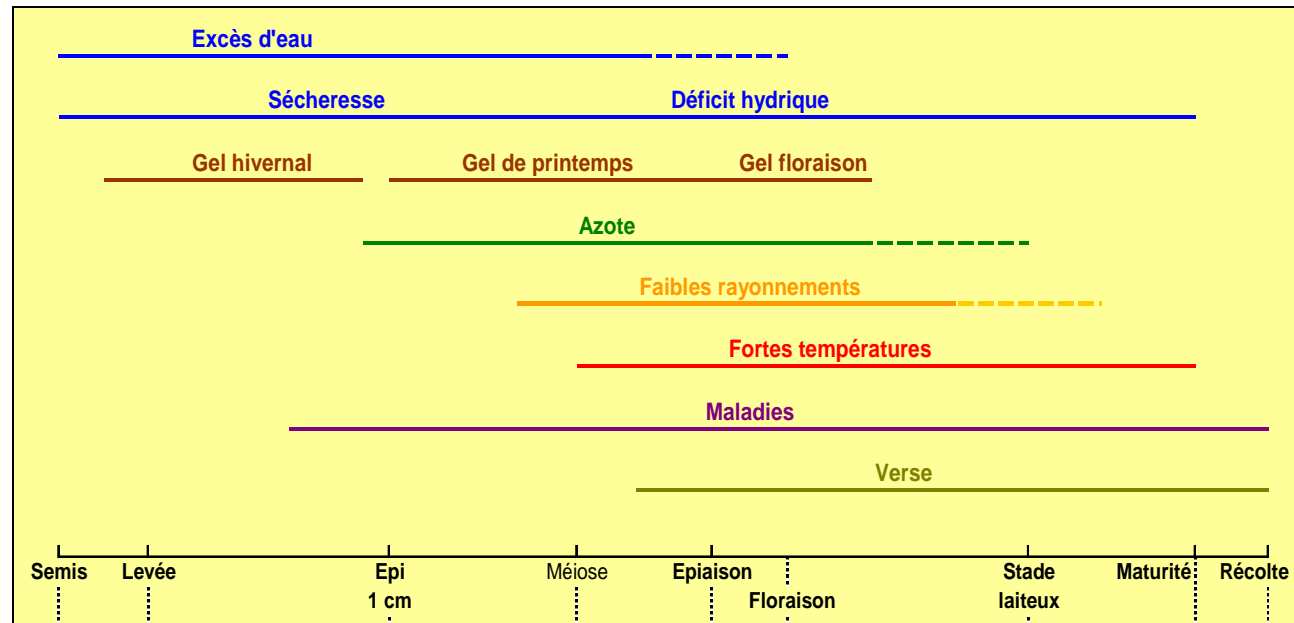 Excès d'eau
Sécheresse Déficit hydrique
Gel hivernal Gel de printemps Gel floraison
Azote
Faibles rayonnements
Fortes températures
Maladies
Verse
Semis Levée Epi Méiose Epiaison Stade Maturité Récolte
1 cm Floraison laiteux